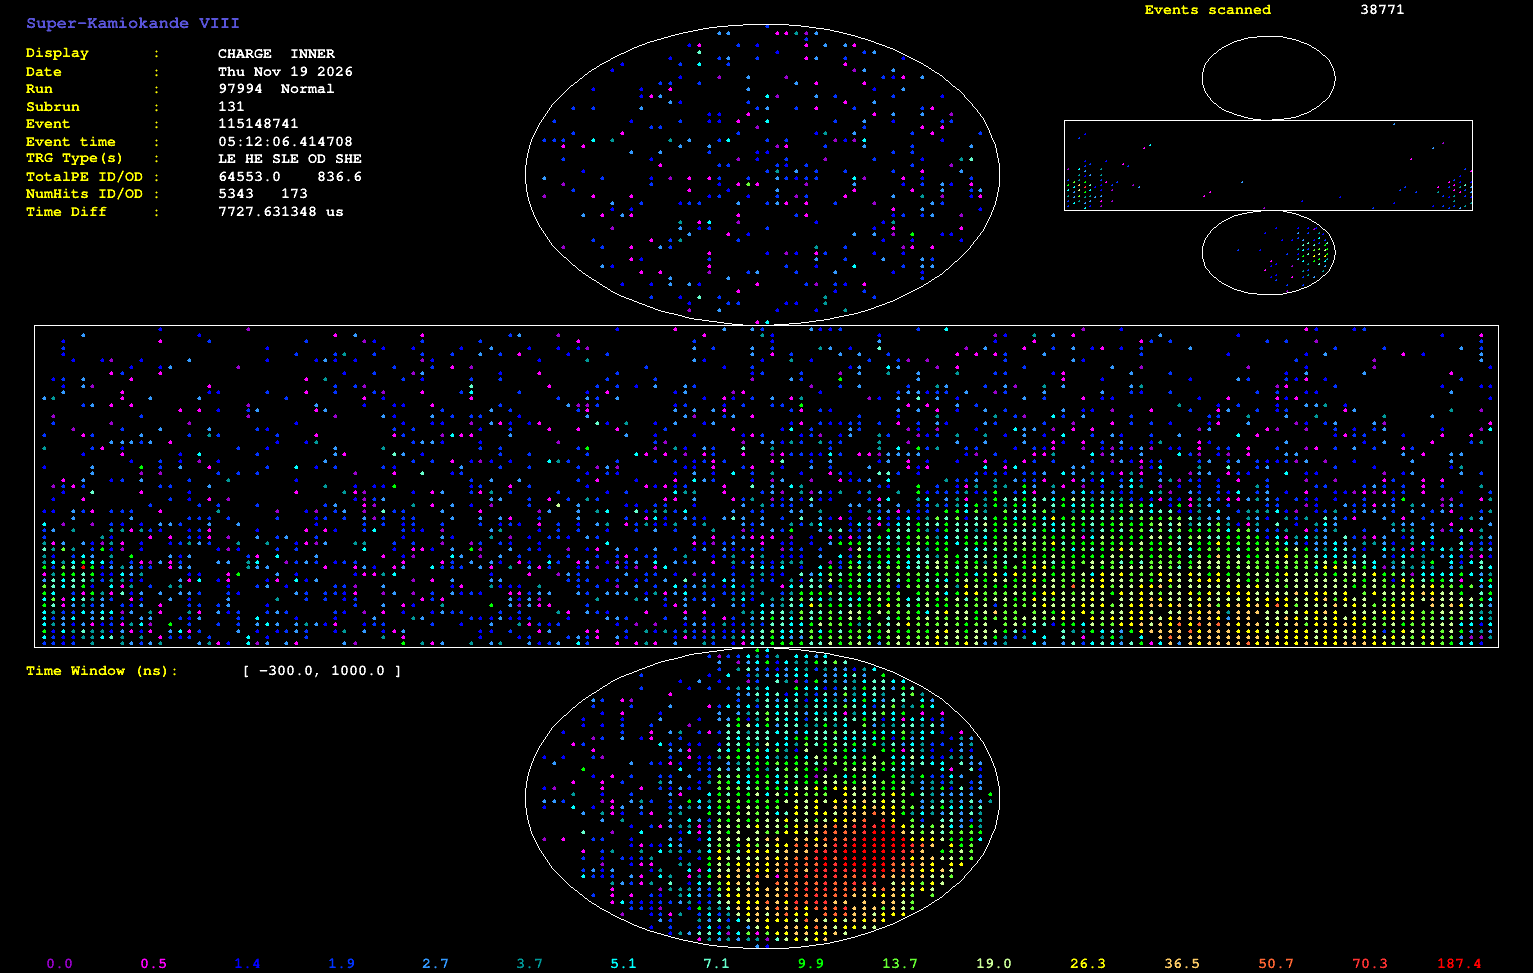 Super-Kamiokande VIII
Events scanned 38771
Display : CHARGE INNER
Date : Thu Nov 19 2026
Run : 97994 Normal
Subrun : 131
Event : 115148741
Event time : 05:12:06.414708
TRG Type(s) : LE HE SLE OD SHE
TotalPE ID/OD : 64553.0 836.6
NumHits ID/OD : 5343 173
Time Diff : 7727.631348 us
Time Window (ns): [ −300.0, 1000.0 ]
0.0 0.5 1.4 1.9 2.7 3.7 5.1 7.1 9.9 13.7 19.0 26.3 36.5 50.7 70.3 187.4